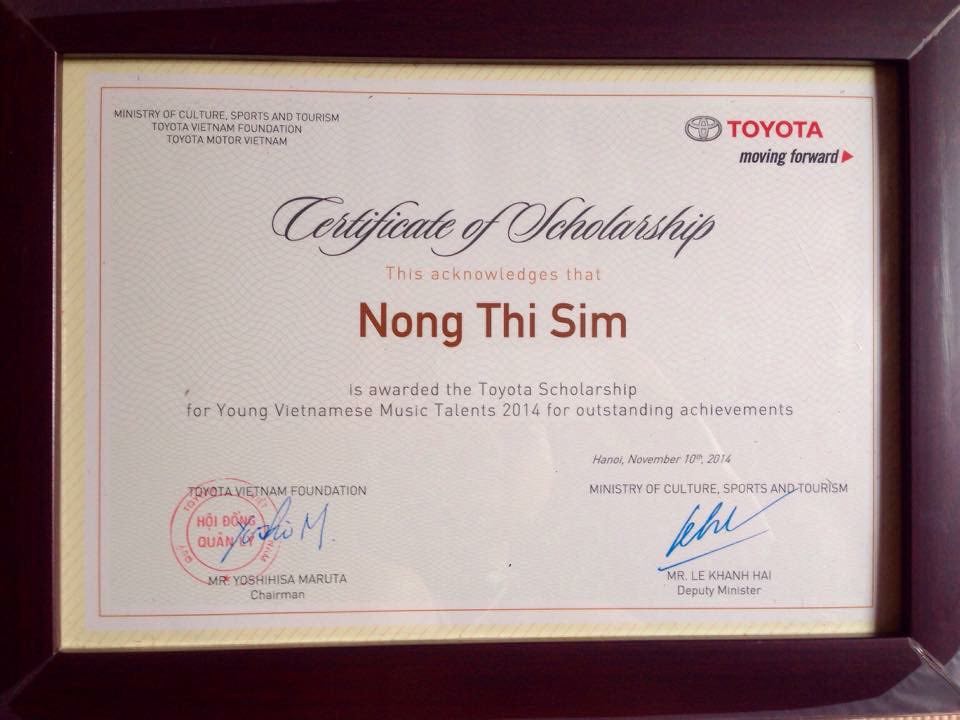 MINISTRY OF CULTURE, SPORTS AND TOURISM
TOYOTA VIETNAM FOUNDATION
TOYOTA MOTOR VIETNAM
TOYOTA
moving forward
Certificate of Scholarship
This acknowledges that
Nong Thi Sim
is awarded the Toyota Scholarship
for Young Vietnamese Music Talents 2014 for outstanding achievements
Hanoi, November 10th, 2014
TOYOTA VIETNAM FOUNDATION
HỘI ĐỒNG
QUẢN LÝ
MR. YOSHIHISA MARUTA
Chairman
MINISTRY OF CULTURE, SPORTS AND TOURISM
MR. LE KHANH HAI
Deputy Minister